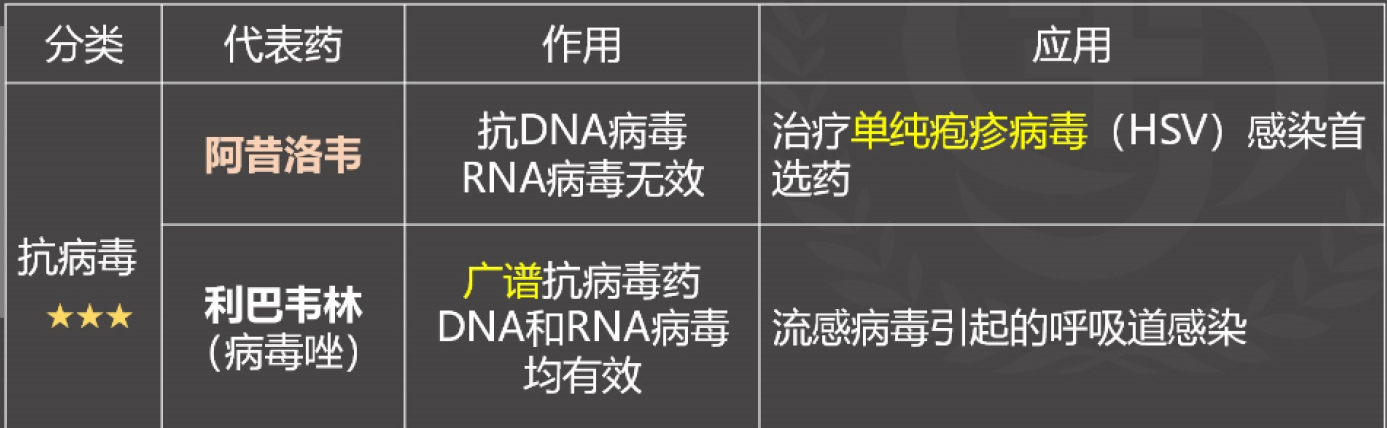 分类 代表药 作用 应用
抗病毒
★★★
阿昔洛韦
抗DNA病毒
RNA病毒无效
治疗单纯疱疹病毒（HSV）感染首
选药
利巴韦林
（病毒唑）
广谱抗病毒药
DNA和RNA病毒
均有效
流感病毒引起的呼吸道感染